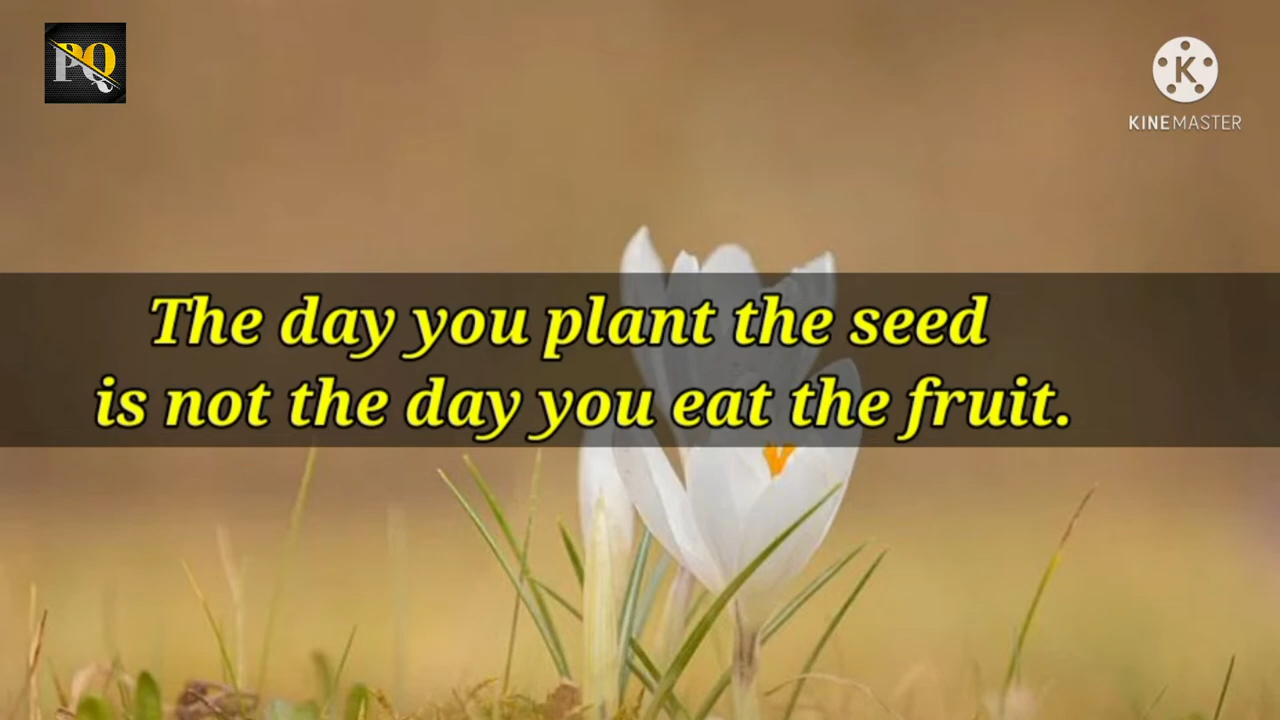 PQ
K
KINEMASTER
The day you plant the seed
is not the day you eat the fruit.